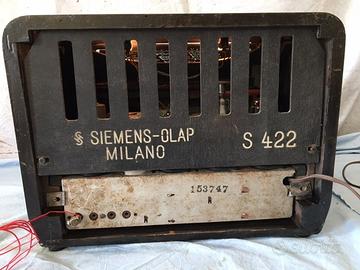 SIEMENS-OLAP S 422
MILANO
153747
R
R R